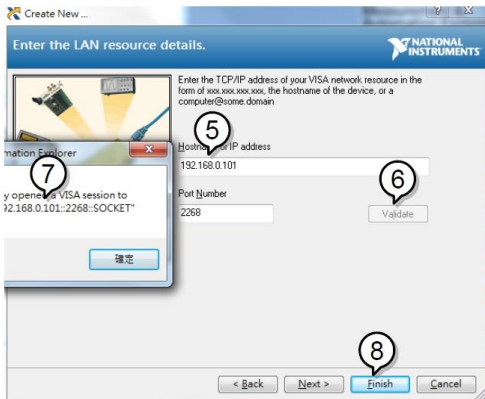 Create New ...
Enter the LAN resource details.
NATIONAL
INSTRUMENTS
Enter the TCP/IP address of your VISA network resource in the
form of xxx.xxx.xxx.xxx, the hostname of the device, or a
computer@some.domain
5
or IP address
192.168.0.101
mation Explorer
7
y opened a VISA session to
92.168.0.101::2268::SOCKET"
確定
Port Number
2268
6
Validate
8
< Back
Next >
Finish
Cancel